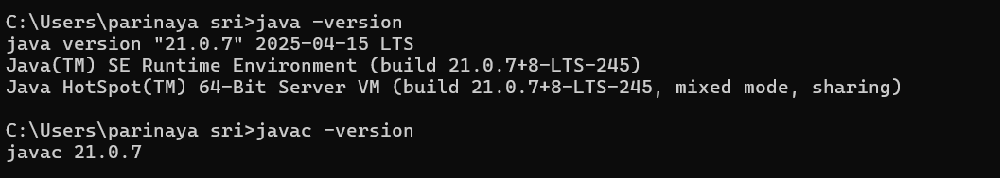 C:\Users\parinaya sri>java -version
java version "21.0.7" 2025-04-15 LTS
Java(TM) SE Runtime Environment (build 21.0.7+8-LTS-245)
Java HotSpot(TM) 64-Bit Server VM (build 21.0.7+8-LTS-245, mixed mode, sharing)
C:\Users\parinaya sri>javac -version
javac 21.0.7